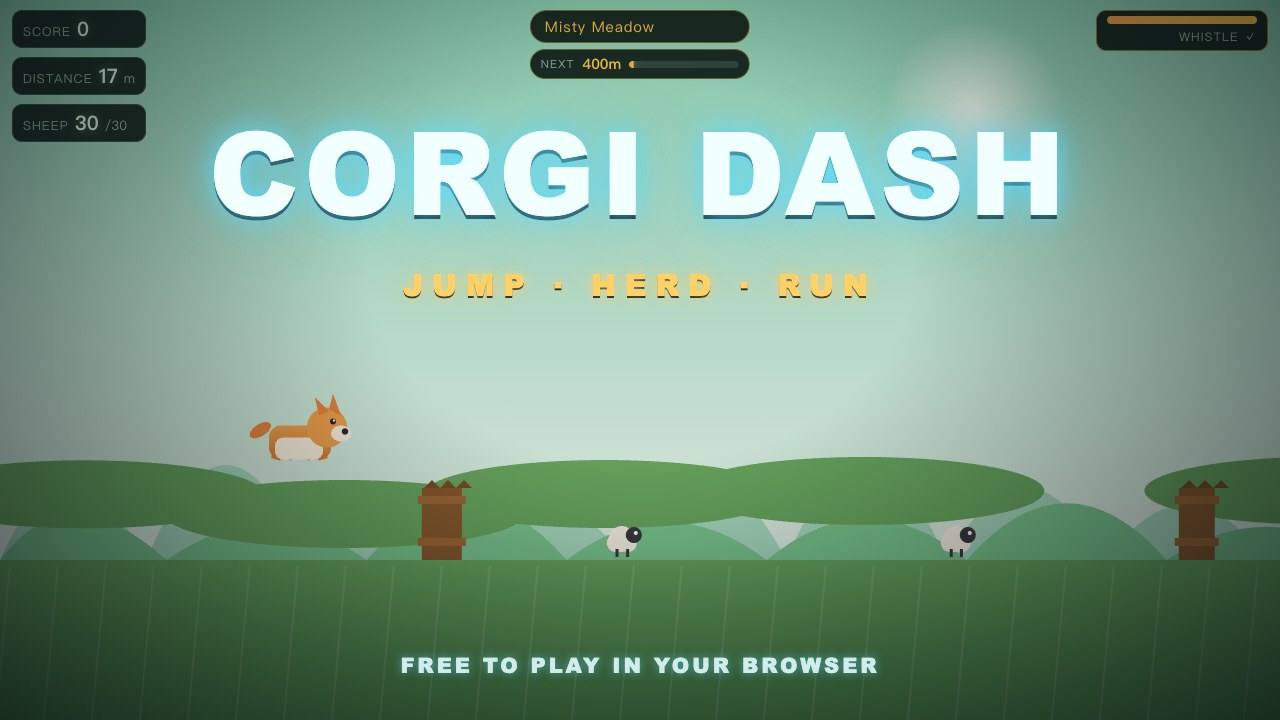 SCORE 0
DISTANCE 17 m
SHEEP 30 /30
Misty Meadow
NEXT 400m
WHISTLE ✓
CORGI DASH
JUMP · HERD · RUN
FREE TO PLAY IN YOUR BROWSER